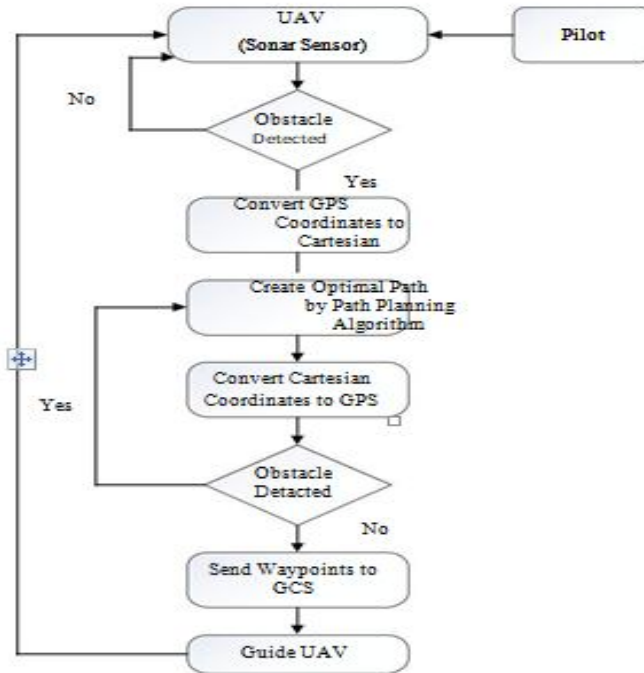 UAV
(Sonar Sensor)
Pilot
No
Obstacle
Detected
Yes
Convert GPS
Coordinates to
Cartesian
Create Optimal Path
by Path Planning
Algorithm
Convert Cartesian
Coordinates to GPS
Yes
Obstacle
Detacted
No
Send Waypoints to
GCS
Guide UAV